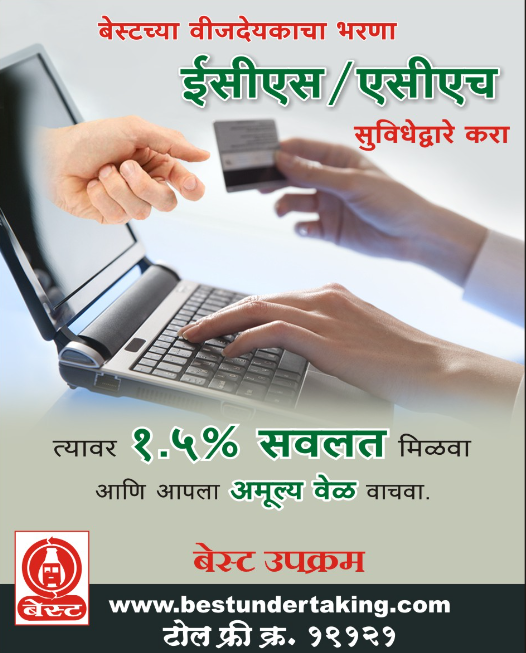 बेस्टच्या वीजदेयकाचा भरणा
ईसीएस/एसीएच
सुविधेद्वारे करा
त्यावर १.५% सवलत मिळवा
आणि आपला अमूल्य वेळ वाचवा.
बेस्ट उपक्रम
बेस्ट
www.bestundertaking.com
टोल फ्री क्र. १९१२१